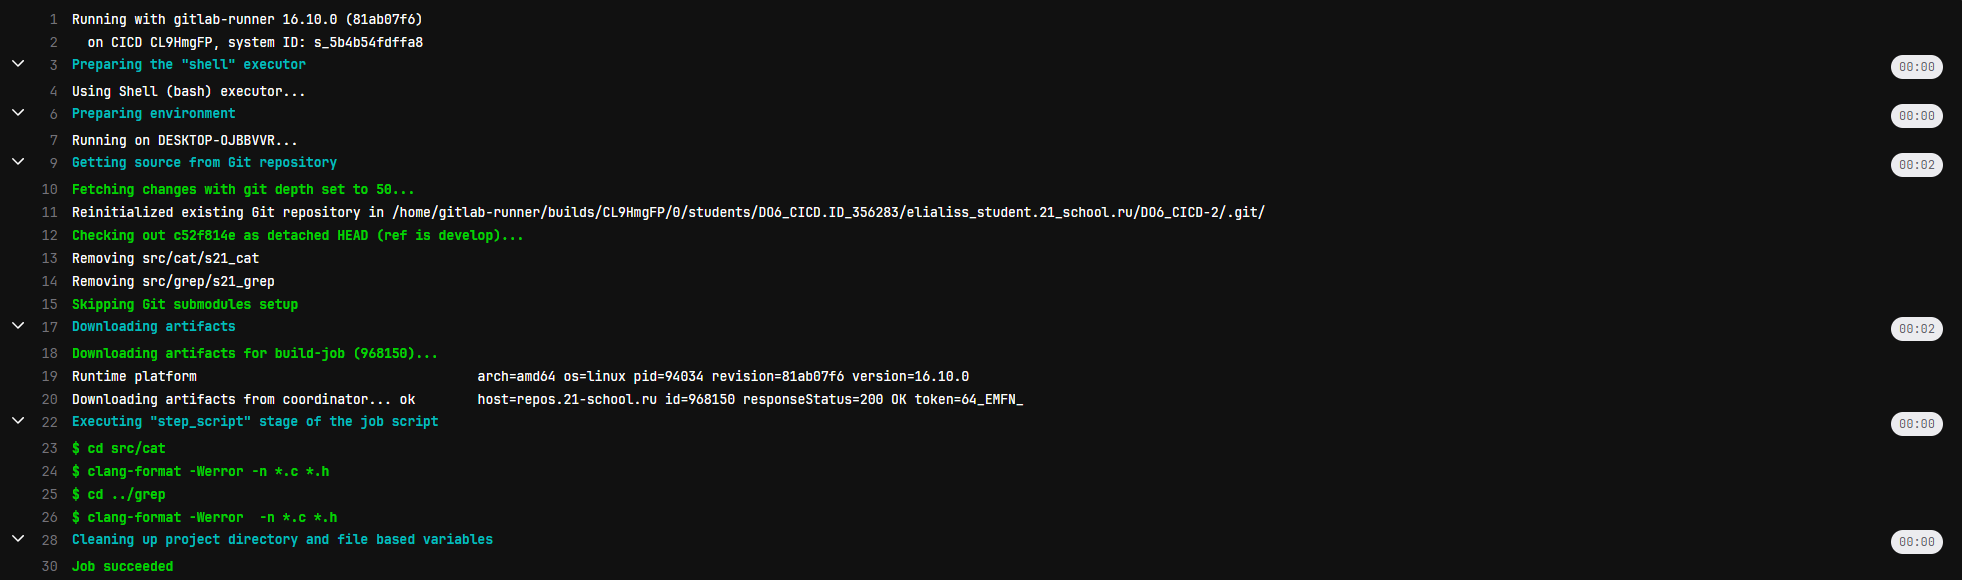 1 Running with gitlab-runner 16.10.0 (81ab07f6)
2 on CICD CL9HmgFP, system ID: s_5b4b54fdffa8
3 Preparing the "shell" executor 00:00
4 Using Shell (bash) executor...
6 Preparing environment 00:00
7 Running on DESKTOP-OJBBVVR...
9 Getting source from Git repository 00:02
10 Fetching changes with git depth set to 50...
11 Reinitialized existing Git repository in /home/gitlab-runner/builds/CL9HmgFP/0/students/DO6_CICD.ID_356283/elialiss_student.21_school.ru/DO6_CICD-2/.git/
12 Checking out c52f814e as detached HEAD (ref is develop)...
13 Removing src/cat/s21_cat
14 Removing src/grep/s21_grep
15 Skipping Git submodules setup
17 Downloading artifacts 00:02
18 Downloading artifacts for build-job (968150)...
19 Runtime platform arch=amd64 os=linux pid=94034 revision=81ab07f6 version=16.10.0
20 Downloading artifacts from coordinator... ok host=repos.21-school.ru id=968150 responseStatus=200 OK token=64_EMFN_
22 Executing "step_script" stage of the job script 00:00
23 $ cd src/cat
24 $ clang-format -Werror -n *.c *.h
25 $ cd ../grep
26 $ clang-format -Werror  -n *.c *.h
28 Cleaning up project directory and file based variables 00:00
30 Job succeeded